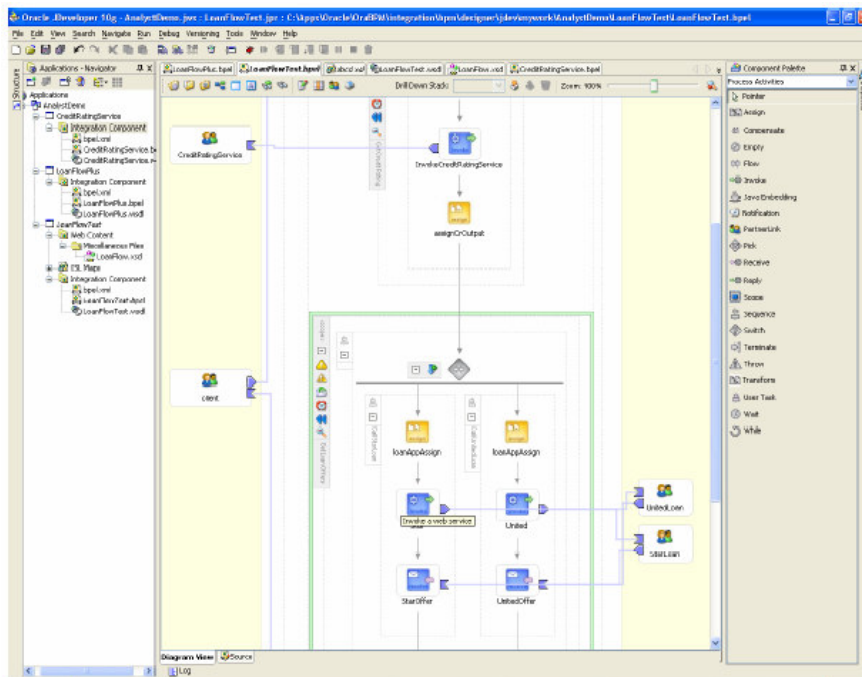 Oracle JDeveloper 10g - AnalystDemo.jws : LoanFlowTest.jpr : C:\Apps\Oracle\OraBPM\integration\bpm\designer\jdev\mywork\AnalystDemo\LoanFlowTest\LoanFlowTest.bpel
File Edit View Search Navigate Run Debug Versioning Tools Window Help
Applications - Navigator
LoanFlowPlus.bpel LoanFlowTest.bpel abcd.xsl LoanFlowTest.wsdl LoanFlow.xsd CreditRatingService.bpel
Component Palette
Structure
Process Activities
Drill Down Stack:
Zoom: 100%
Applications
AnalystDemo
CreditRatingService
Integration Component
bpel.xml
CreditRatingService.b
CreditRatingService.
LoanFlowPlus
Integration Component
bpel.xml
LoanFlowPlus.bpel
LoanFlowPlus.wsdl
LoanFlowTest
Web Content
Miscellaneous Files
LoanFlow.xsd
XSL Maps
Integration Component
bpel.xml
LoanFlowTest.bpel
LoanFlowTest.wsdl
CreditRatingService
GetCreditRating
InvokeCreditRatingService
assignCrOutput
client
GetLoanOffers
loanAppAssign
loanAppAssign
Invoke a web service
United
StarOffer
UnitedOffer
UnitedLoan
StarLoan
Pointer
Assign
Compensate
Empty
Flow
Invoke
Java Embedding
Notification
PartnerLink
Pick
Receive
Reply
Scope
Sequence
Switch
Terminate
Throw
Transform
User Task
Wait
While
Diagram View Source
Log